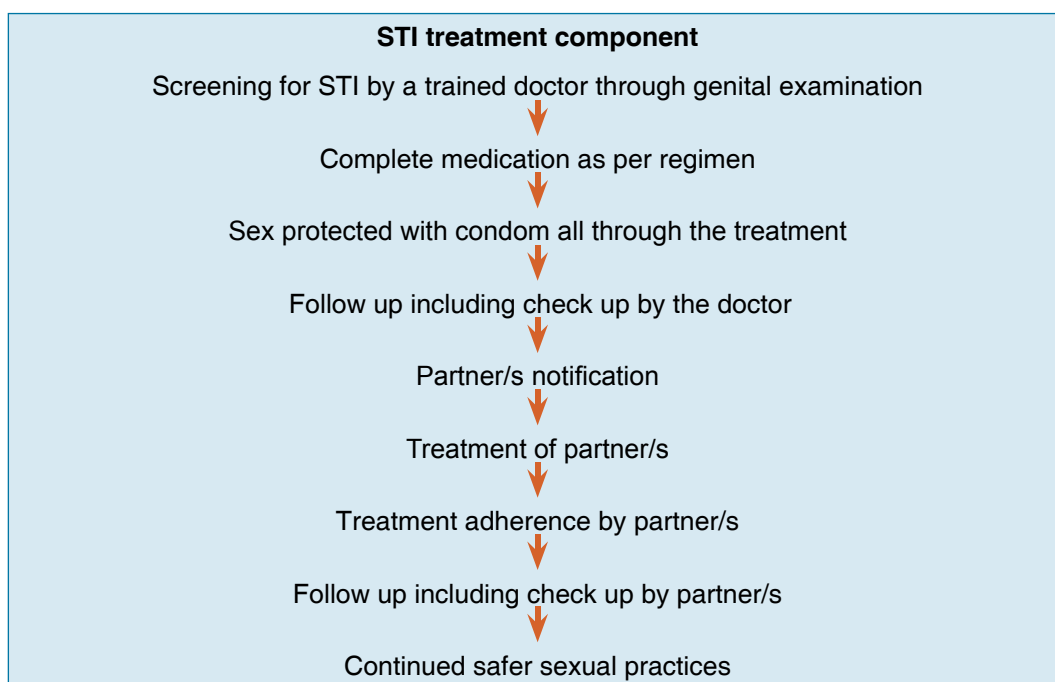 STI treatment component
Screening for STI by a trained doctor through genital examination
Complete medication as per regimen
Sex protected with condom all through the treatment
Follow up including check up by the doctor
Partner/s notification
Treatment of partner/s
Treatment adherence by partner/s
Follow up including check up by partner/s
Continued safer sexual practices